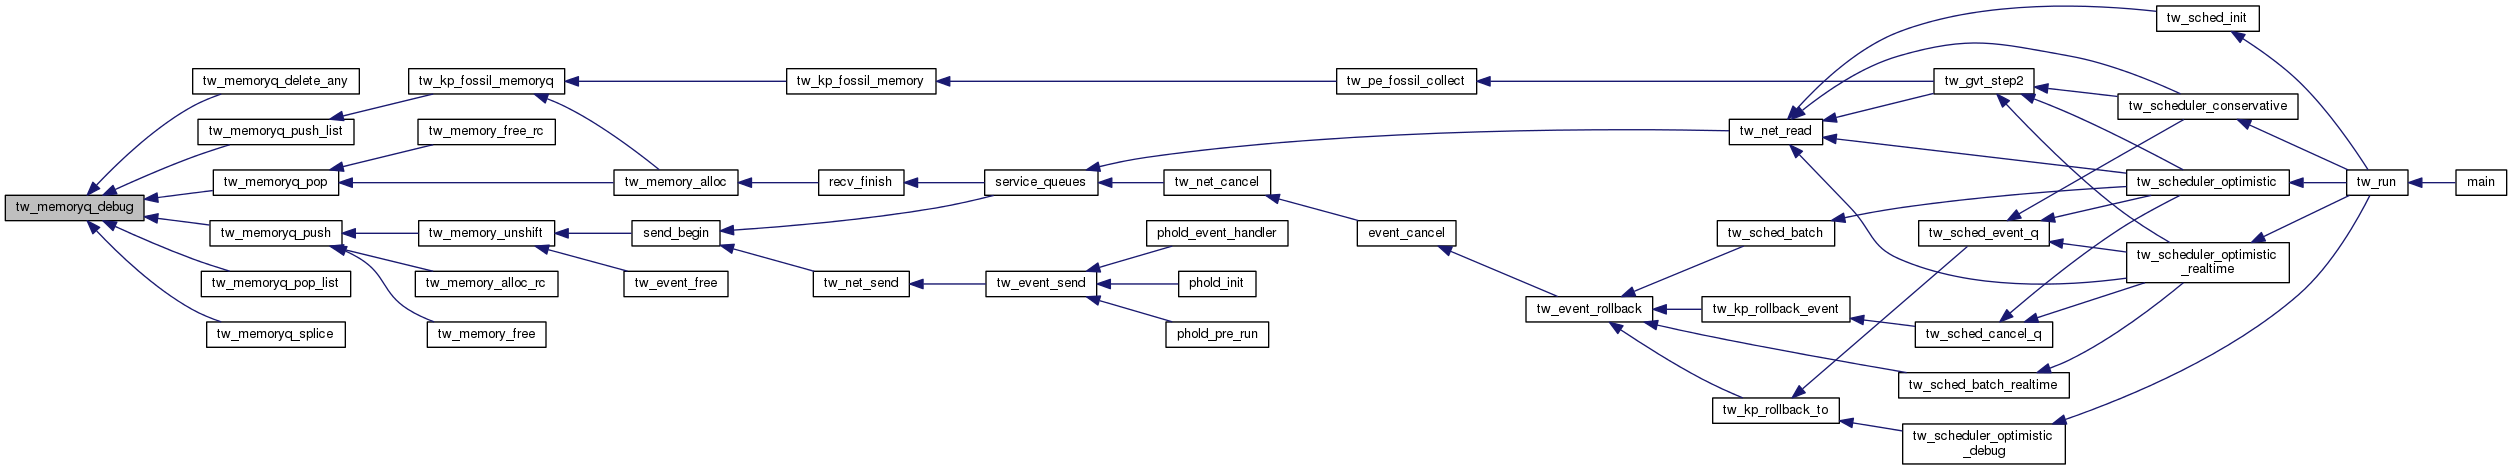 tw_memoryq_debug
tw_memoryq_delete_any
tw_memoryq_push_list
tw_memoryq_pop
tw_memoryq_push
tw_memoryq_pop_list
tw_memoryq_splice
tw_kp_fossil_memoryq
tw_memory_free_rc
tw_memory_unshift
tw_memory_alloc_rc
tw_memory_free
tw_memory_alloc
send_begin
tw_event_free
tw_kp_fossil_memory
recv_finish
tw_net_send
service_queues
tw_event_send
tw_net_cancel
phold_event_handler
phold_init
phold_pre_run
tw_pe_fossil_collect
event_cancel
tw_event_rollback
tw_net_read
tw_sched_batch
tw_kp_rollback_event
tw_kp_rollback_to
tw_gvt_step2
tw_sched_event_q
tw_sched_cancel_q
tw_sched_batch_realtime
tw_scheduler_optimistic
_debug
tw_sched_init
tw_scheduler_conservative
tw_scheduler_optimistic
tw_scheduler_optimistic
_realtime
tw_run
main